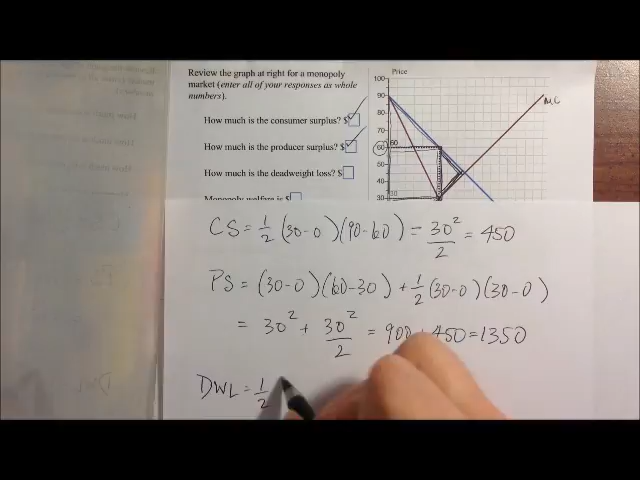 Review the graph at right for a monopoly
market (enter all of your responses as whole
numbers).
How much is the consumer surplus? $
How much is the producer surplus? $
How much is the deadweight loss? $
Monopoly welfare is
Price
100
90
80
70
60
50
40
30
60
30
MC
CS = 1/2 (30-0)(90-60) = 30²/2 = 450
PS = (30-0)(60-30) + 1/2 (30-0)(30-0)
= 30² + 30²/2 = 900 + 450 = 1350
DWL = 1/2